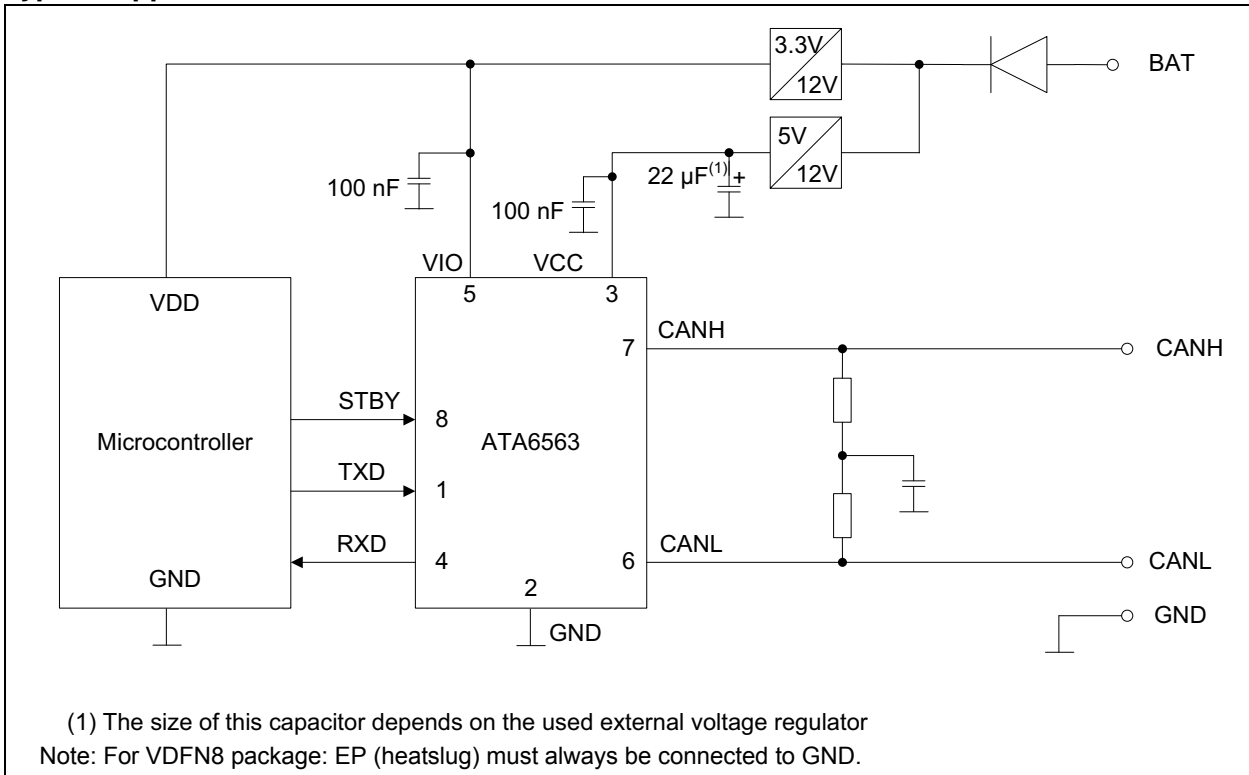 3.3V
12V
BAT
5V
12V
22 µF(1) +
100 nF
100 nF
VIO
VCC
5
3
VDD
CANH
7
CANH
STBY
8
Microcontroller
ATA6563
TXD
1
RXD
4
CANL
6
CANL
GND
2
GND
GND
(1) The size of this capacitor depends on the used external voltage regulator
Note: For VDFN8 package: EP (heatslug) must always be connected to GND.